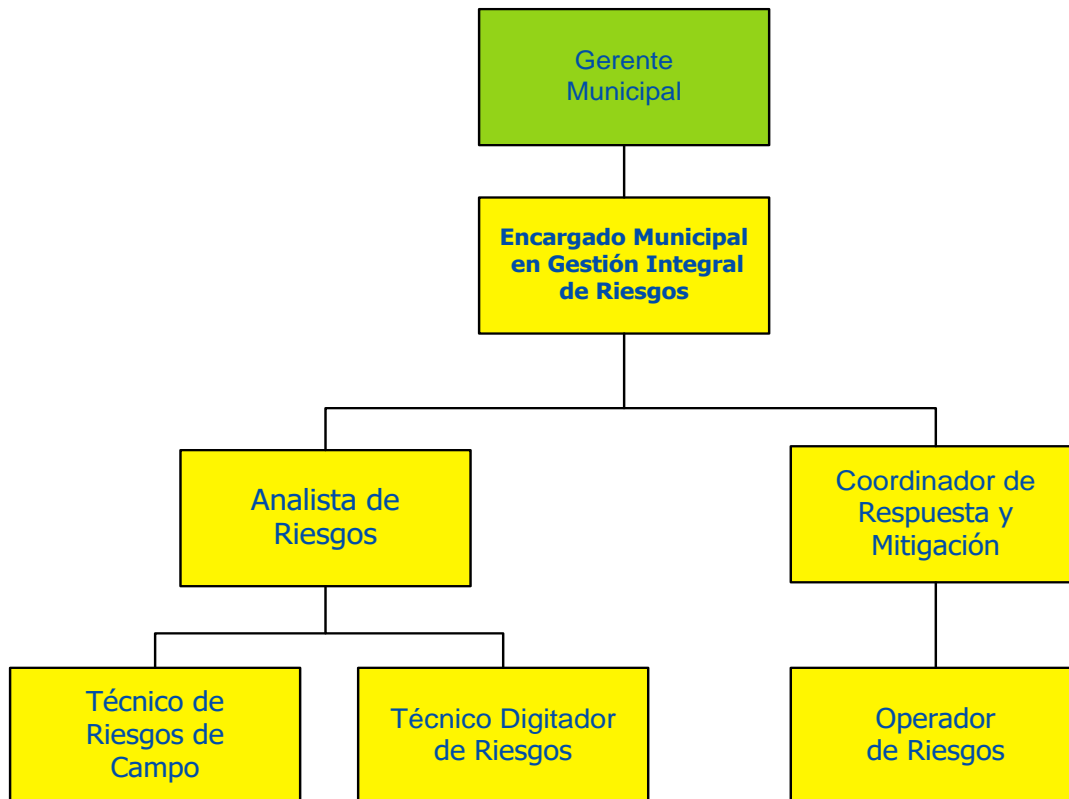 Gerente
Municipal
Encargado Municipal
en Gestión Integral
de Riesgos
Analista de
Riesgos
Coordinador de
Respuesta y
Mitigación
Técnico de
Riesgos de
Campo
Técnico Digitador
de Riesgos
Operador
de Riesgos